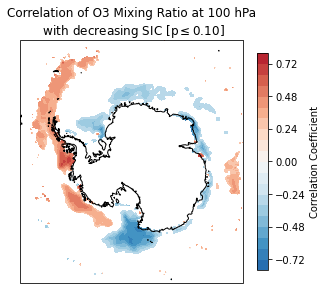 Correlation of O3 Mixing Ratio at 100 hPa
with decreasing SIC [p ≤ 0.10]
0.72
0.48
0.24
0.00
−0.24
−0.48
−0.72
Correlation Coefficient